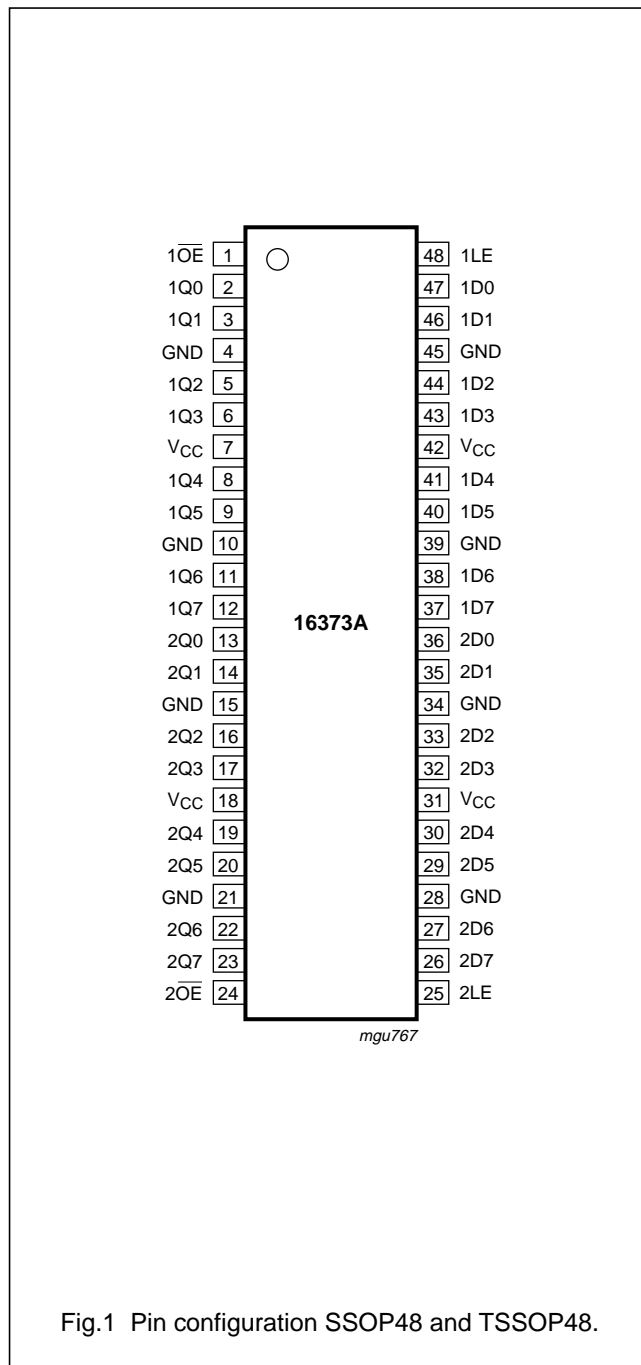 1O̅E̅ 1 48 1LE
1Q0 2 47 1D0
1Q1 3 46 1D1
GND 4 45 GND
1Q2 5 44 1D2
1Q3 6 43 1D3
VCC 7 42 VCC
1Q4 8 41 1D4
1Q5 9 40 1D5
GND 10 39 GND
1Q6 11 38 1D6
1Q7 12 37 1D7
16373A
2Q0 13 36 2D0
2Q1 14 35 2D1
GND 15 34 GND
2Q2 16 33 2D2
2Q3 17 32 2D3
VCC 18 31 VCC
2Q4 19 30 2D4
2Q5 20 29 2D5
GND 21 28 GND
2Q6 22 27 2D6
2Q7 23 26 2D7
2O̅E̅ 24 25 2LE
mgu767
Fig.1 Pin configuration SSOP48 and TSSOP48.